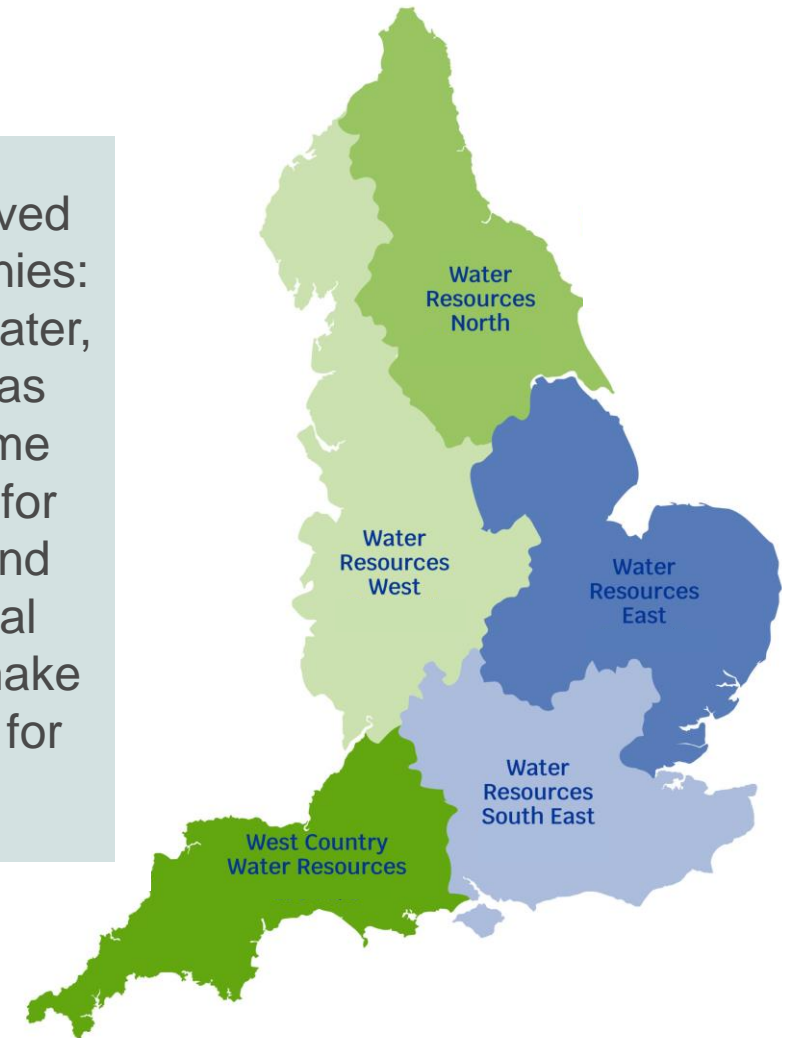 ved
nies:
ater,
as
me
for
nd
al
nake
for
Water
Resources
North
Water
Resources
West
Water
Resources
East
Water
Resources
South East
West Country
Water Resources